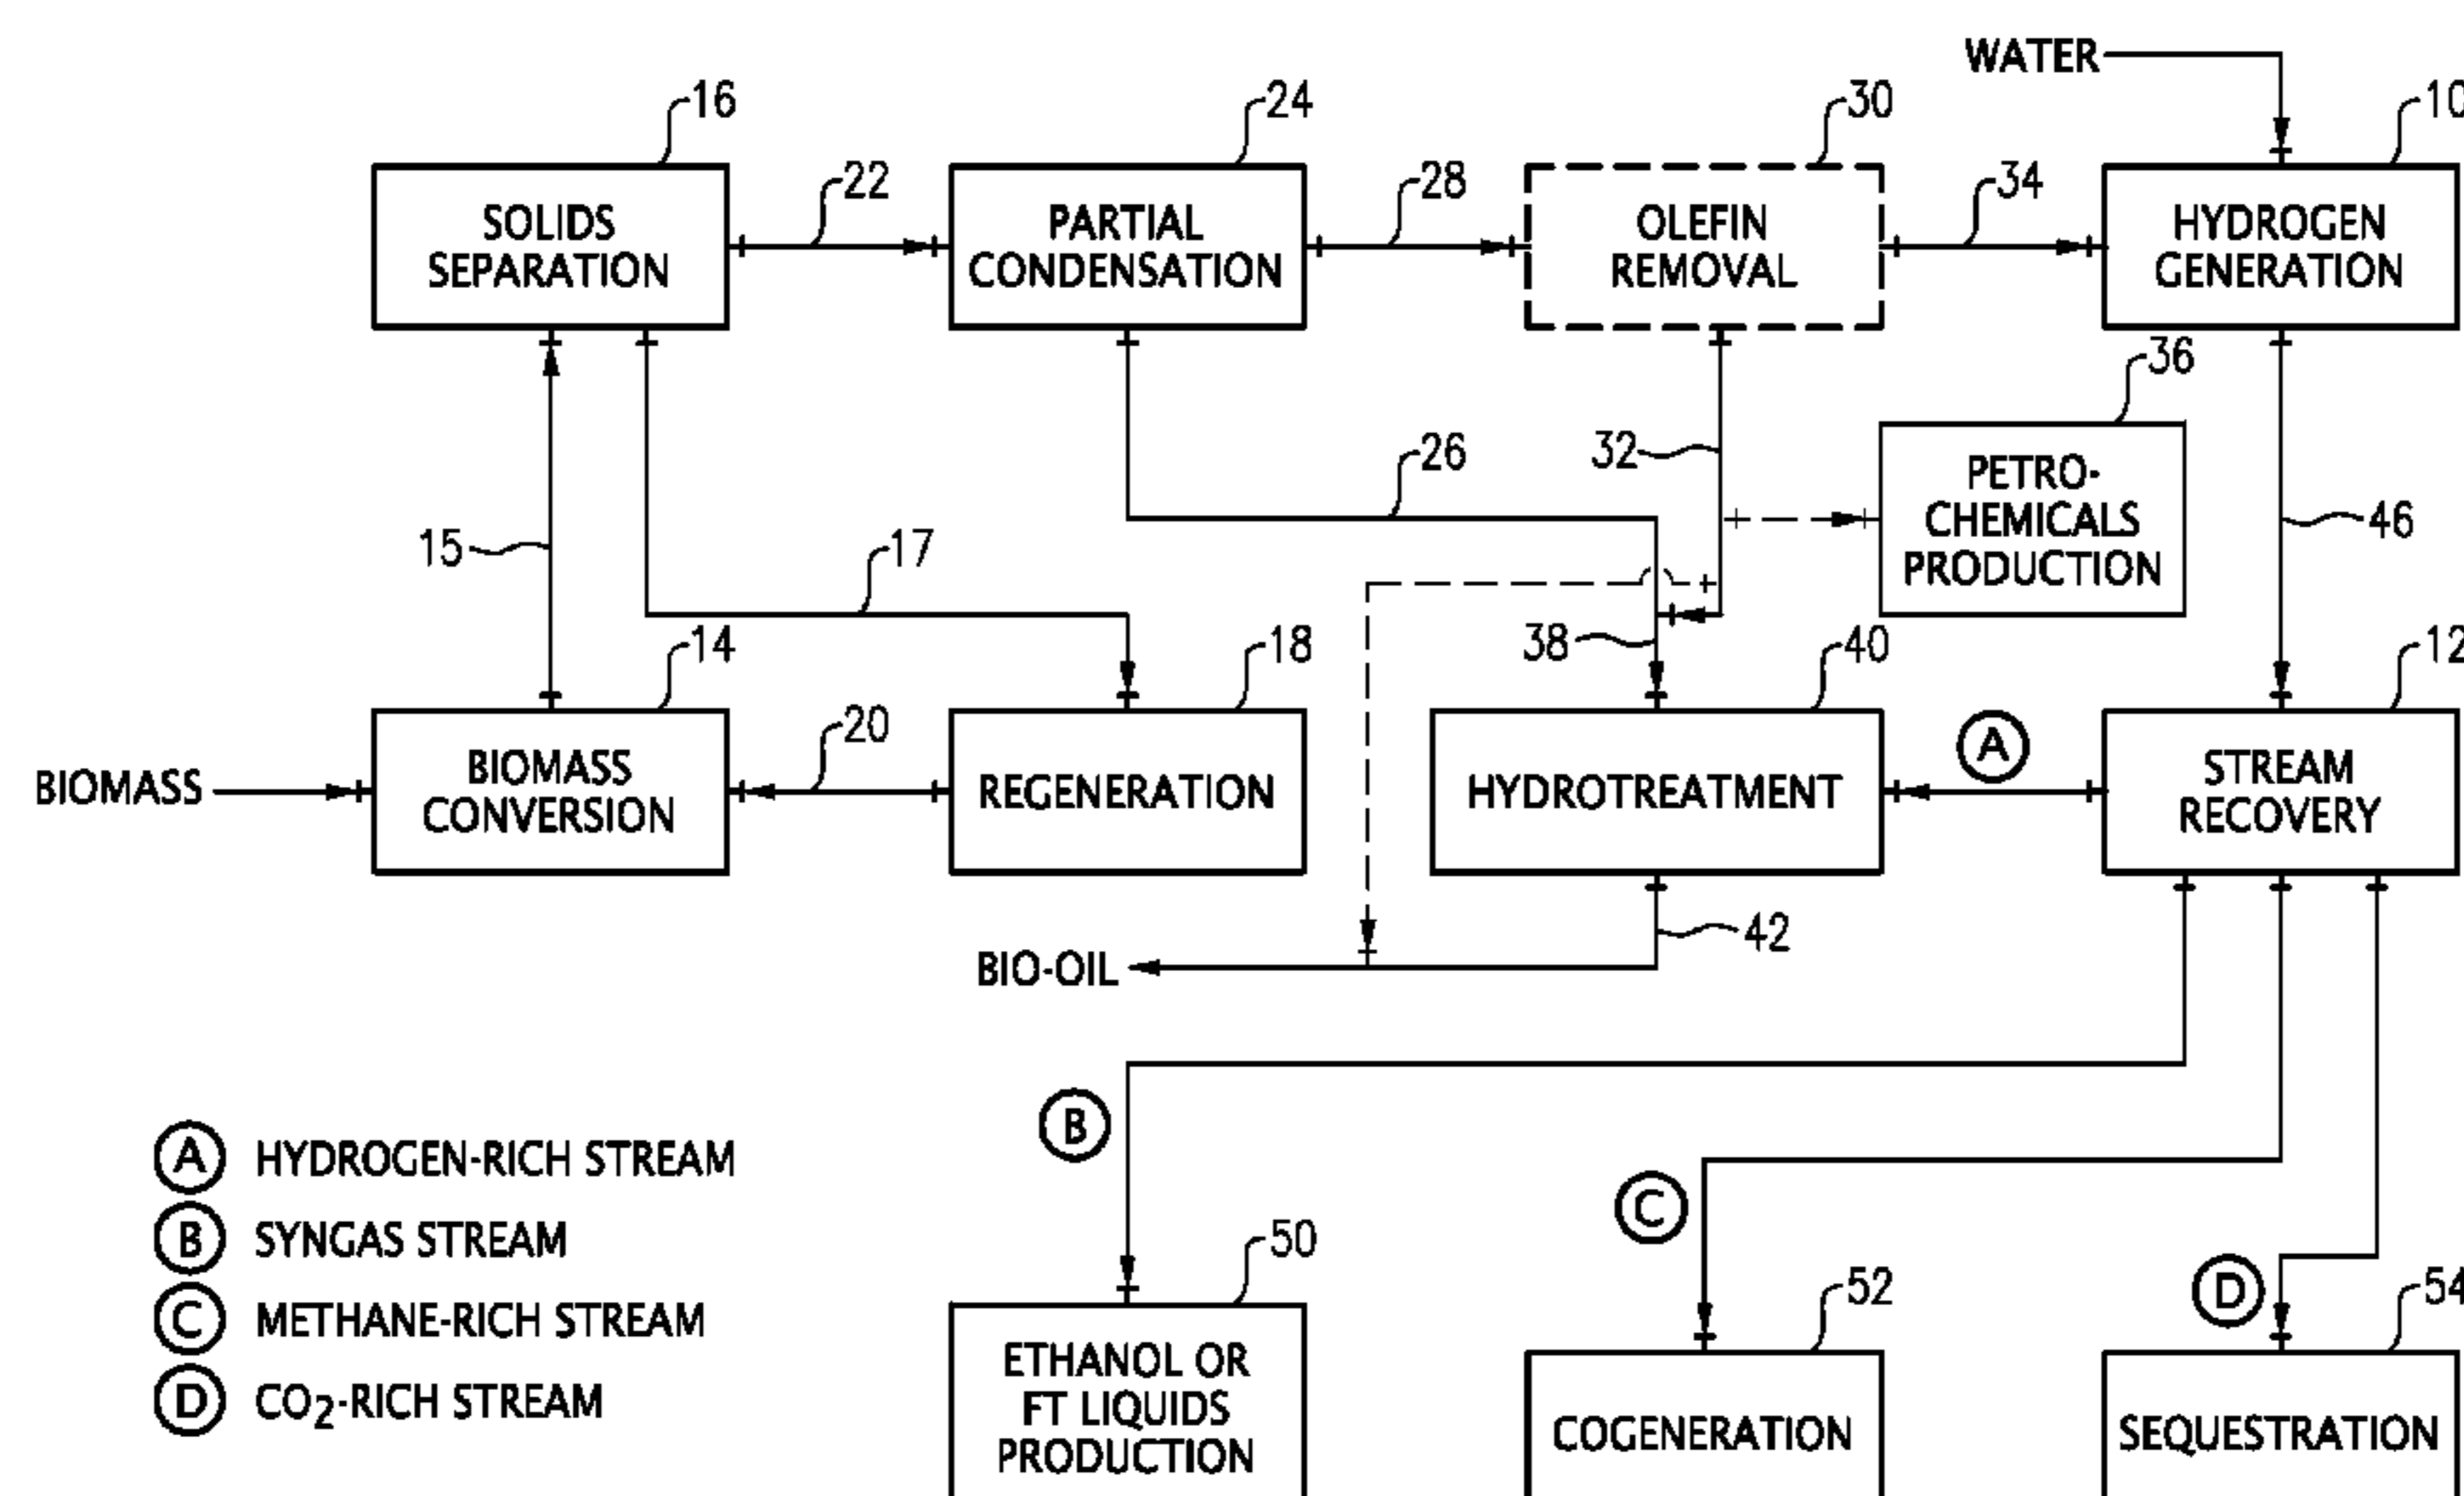 WATER
16
24
30
10
SOLIDS
SEPARATION
22
PARTIAL
CONDENSATION
28
OLEFIN
REMOVAL
34
HYDROGEN
GENERATION
36
15
17
26
32
PETRO-
CHEMICALS
PRODUCTION
46
14
18
38
40
12
BIOMASS
BIOMASS
CONVERSION
20
REGENERATION
HYDROTREATMENT
A
STREAM
RECOVERY
42
BIO-OIL
A HYDROGEN-RICH STREAM
B SYNGAS STREAM
C METHANE-RICH STREAM
D CO2-RICH STREAM
B
C
D
50
52
54
ETHANOL OR
FT LIQUIDS
PRODUCTION
COGENERATION
SEQUESTRATION